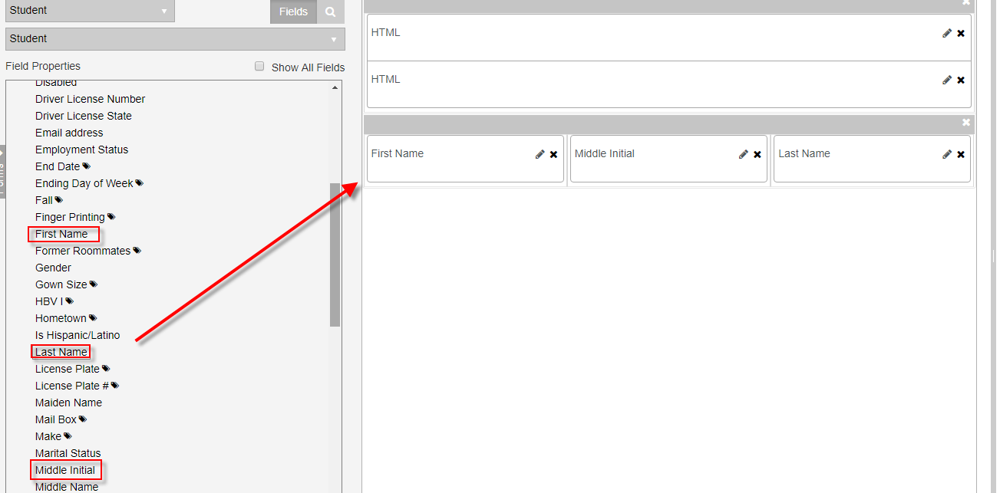 Student
Fields
Student
Field Properties
Show All Fields
Disabled
Driver License Number
Driver License State
Email address
Employment Status
End Date
Ending Day of Week
Fall
Finger Printing
First Name
Former Roommates
Gender
Gown Size
HBV I
Hometown
Is Hispanic/Latino
Last Name
License Plate
License Plate #
Maiden Name
Mail Box
Make
Marital Status
Middle Initial
Middle Name
HTML
HTML
First Name
Middle Initial
Last Name